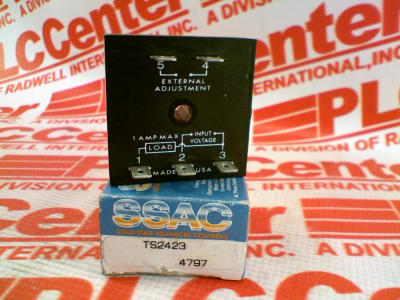 5 4
EXTERNAL
ADJUSTMENT
1 AMP MAX
INPUT
VOLTAGE
LOAD
1 2 3
MADE USA
SSAC
SOLID STATE ADVANCED CONTROLS
TS2423
4797
PLCCenter
A DIVISION OF RADWELL INTERNATIONAL, INC.